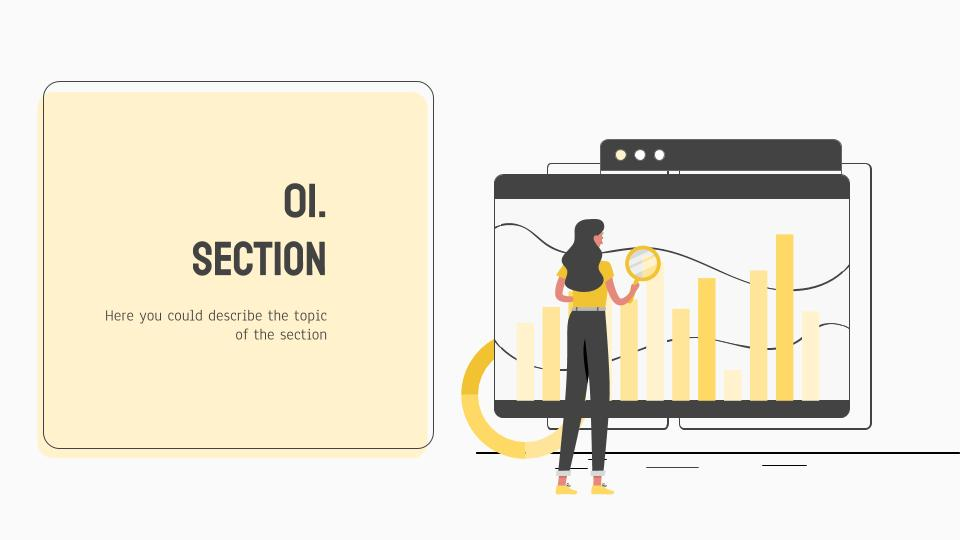 01.
SECTION
Here you could describe the topic
of the section